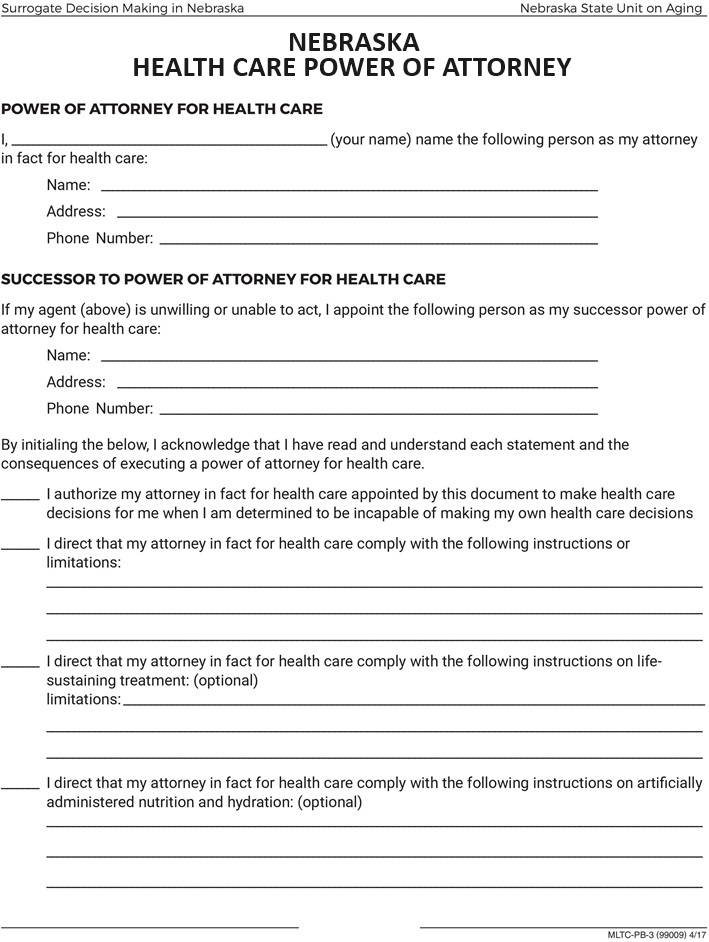 Surrogate Decision Making in Nebraska
Nebraska State Unit on Aging
NEBRASKA
HEALTH CARE POWER OF ATTORNEY
POWER OF ATTORNEY FOR HEALTH CARE
I, ______________________________ (your name) name the following person as my attorney
in fact for health care:
Name: ______________________________
Address: ______________________________
Phone Number: ______________________________
SUCCESSOR TO POWER OF ATTORNEY FOR HEALTH CARE
If my agent (above) is unwilling or unable to act, I appoint the following person as my successor power of
attorney for health care:
Name: ______________________________
Address: ______________________________
Phone Number: ______________________________
By initialing the below, I acknowledge that I have read and understand each statement and the
consequences of executing a power of attorney for health care.
_____ I authorize my attorney in fact for health care appointed by this document to make health care
decisions for me when I am determined to be incapable of making my own health care decisions
_____ I direct that my attorney in fact for health care comply with the following instructions or
limitations:
_____ I direct that my attorney in fact for health care comply with the following instructions on life-
sustaining treatment: (optional)
limitations: ______________________________
_____ I direct that my attorney in fact for health care comply with the following instructions on artificially
administered nutrition and hydration: (optional)
MLTC-PB-3 (99009) 4/17